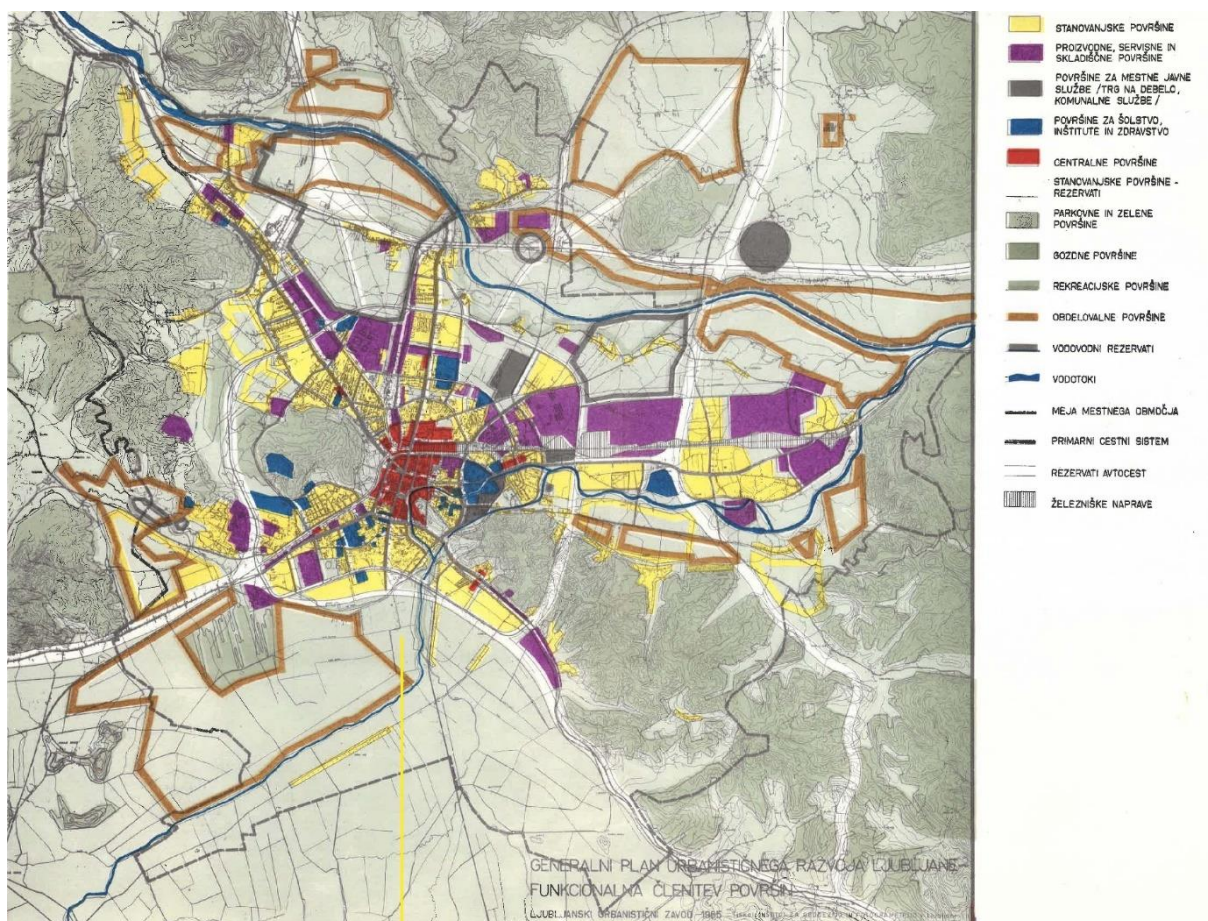 STANOVANJSKE POVRŠINE
PROIZVODNE, SERVISNE IN
SKLADIŠČNE POVRŠINE
POVRŠINE ZA MESTNE JAVNE
SLUŽBE /TRG NA DEBELO,
KOMUNALNE SLUŽBE /
POVRŠINE ZA ŠOLSTVO,
INŠTITUTE IN ZDRAVSTVO
CENTRALNE POVRŠINE
STANOVANJSKE POVRŠINE -
REZERVATI
PARKOVNE IN ZELENE
POVRŠINE
GOZDNE POVRŠINE
REKREACIJSKE POVRŠINE
OBDELOVALNE POVRŠINE
VODOVODNI REZERVATI
VODOTOKI
MEJA MESTNEGA OBMOČJA
PRIMARNI CESTNI SISTEM
REZERVATI AVTOCEST
ŽELEZNIŠKE NAPRAVE
GENERALNI PLAN URBANISTIČNEGA RAZVOJA LJUBLJANE-
FUNKCIONALNA ČLENITEV POVRŠIN
LJUBLJANSKI URBANISTIČNI ZAVOD 1965